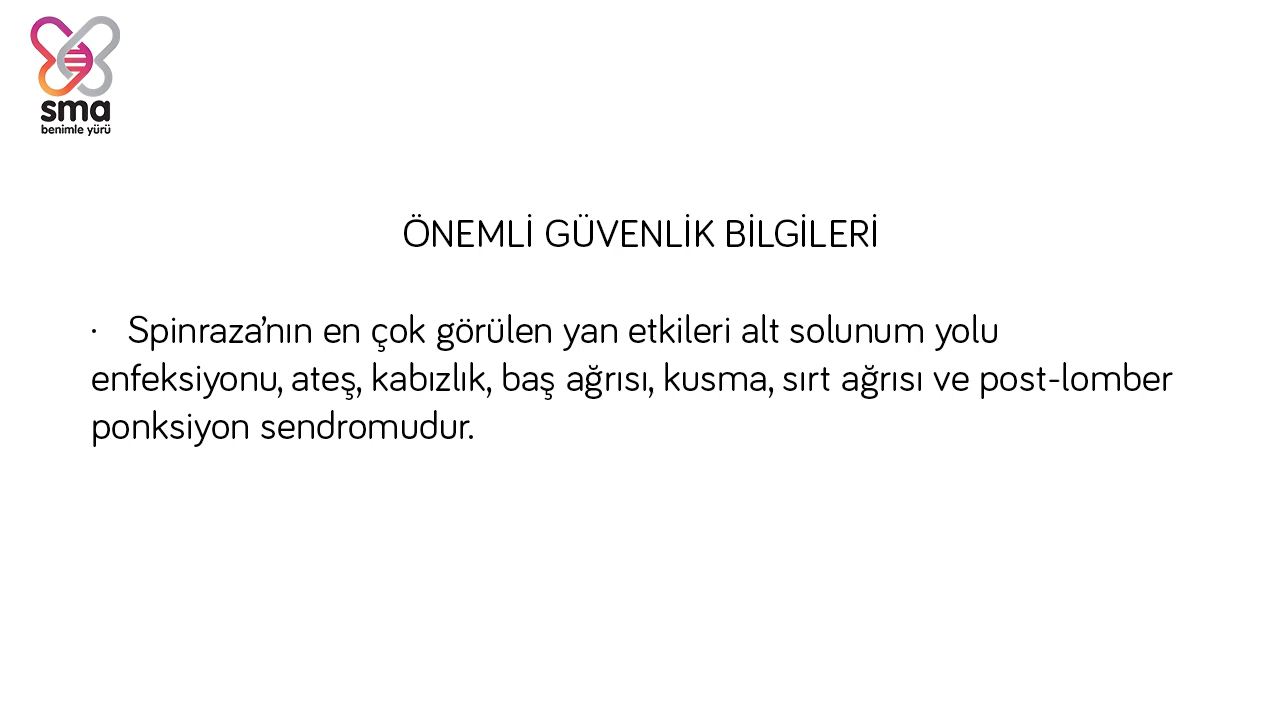 sma
benimle yürü
ÖNEMLİ GÜVENLİK BİLGİLERİ
· Spinraza’nın en çok görülen yan etkileri alt solunum yolu
enfeksiyonu, ateş, kabızlık, baş ağrısı, kusma, sırt ağrısı ve post-lomber
ponksiyon sendromudur.